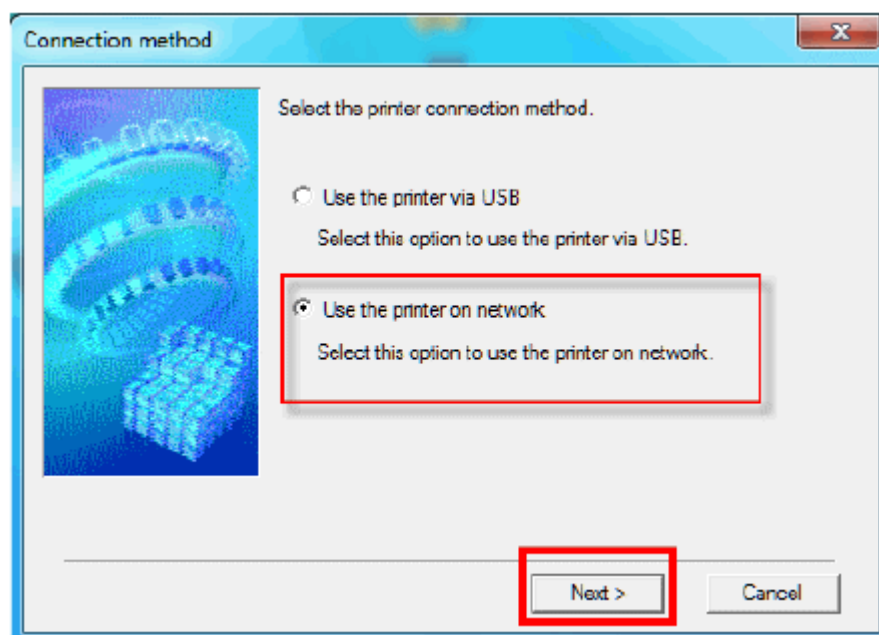 Connection method
Select the printer connection method.
Use the printer via USB
Select this option to use the printer via USB.
Use the printer on network
Select this option to use the printer on network.
Next >
Cancel